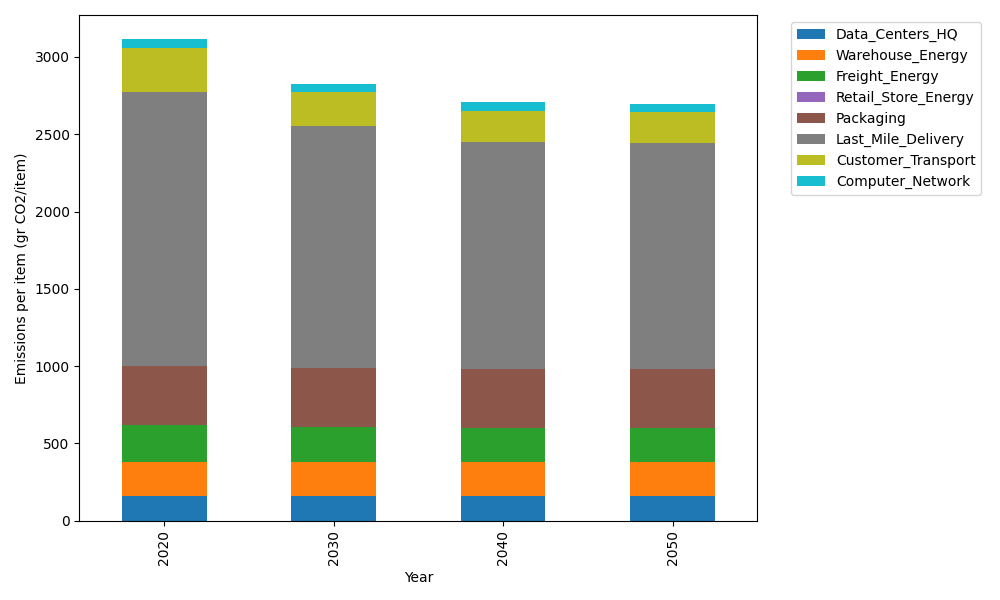 Emissions per item (gr CO2/item)
3000
2500
2000
1500
1000
500
0
2020
2030
2040
2050
Year
Data_Centers_HQ
Warehouse_Energy
Freight_Energy
Retail_Store_Energy
Packaging
Last_Mile_Delivery
Customer_Transport
Computer_Network